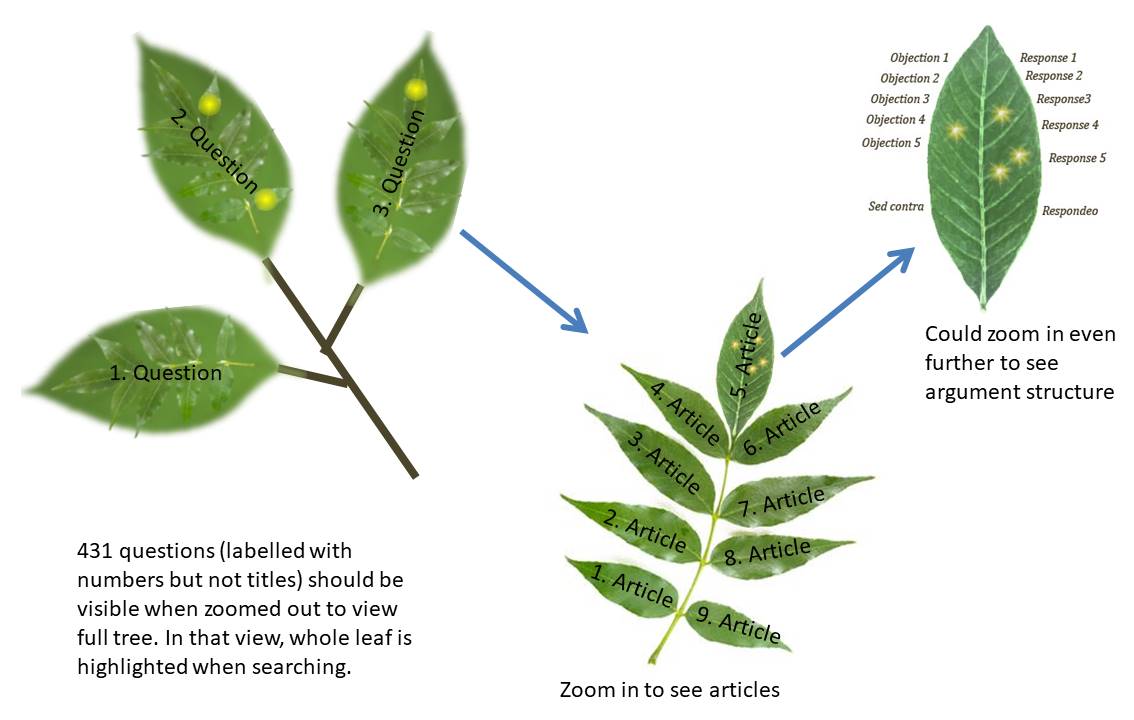 2. Question
3. Question
1. Question
431 questions (labelled with
numbers but not titles) should be
visible when zoomed out to view
full tree. In that view, whole leaf is
highlighted when searching.
1. Article
2. Article
3. Article
4. Article
5. Article
6. Article
7. Article
8. Article
9. Article
Zoom in to see articles
Objection 1
Objection 2
Objection 3
Objection 4
Objection 5
Sed contra
Response 1
Response 2
Response3
Response 4
Response 5
Respondeo
Could zoom in even
further to see
argument structure